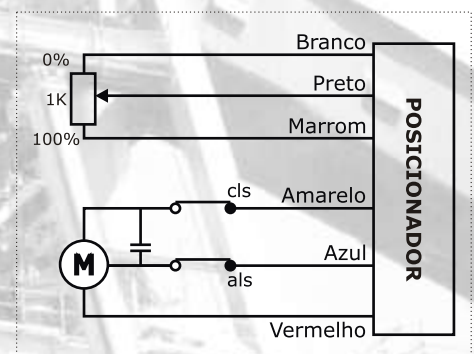 Branco
0%
Preto
1K
Marrom
100%
cls
Amarelo
Azul
als
M
Vermelho
POSICIONADOR